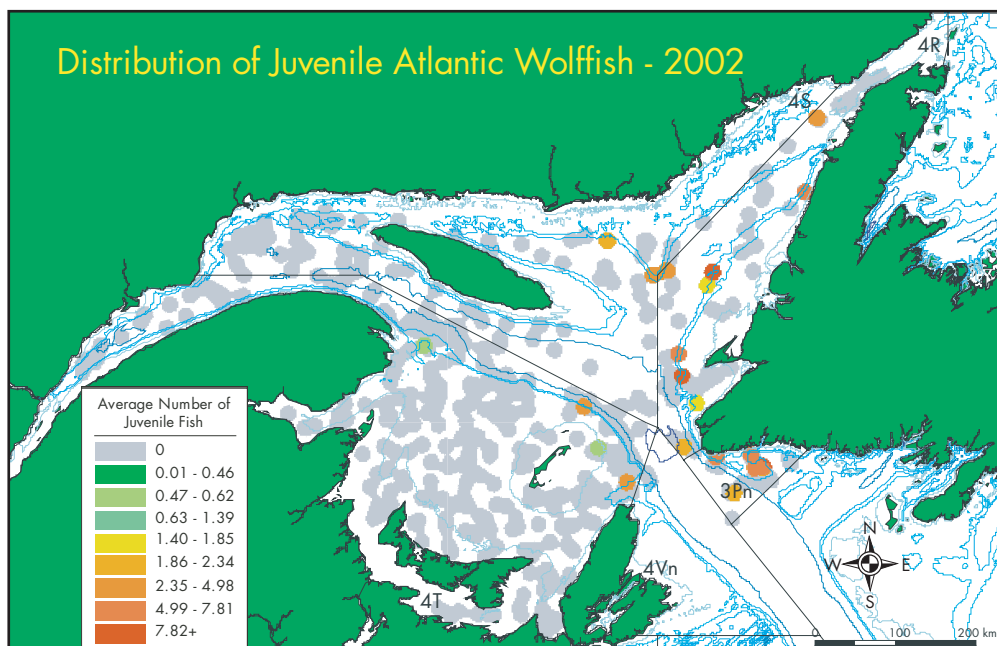 Distribution of Juvenile Atlantic Wolffish - 2002
4R
4S
3Pn
4Vn
4T
Average Number of
Juvenile Fish
0
0.01 - 0.46
0.47 - 0.62
0.63 - 1.39
1.40 - 1.85
1.86 - 2.34
2.35 - 4.98
4.99 - 7.81
7.82+
N
W E
S
0 100 200 km